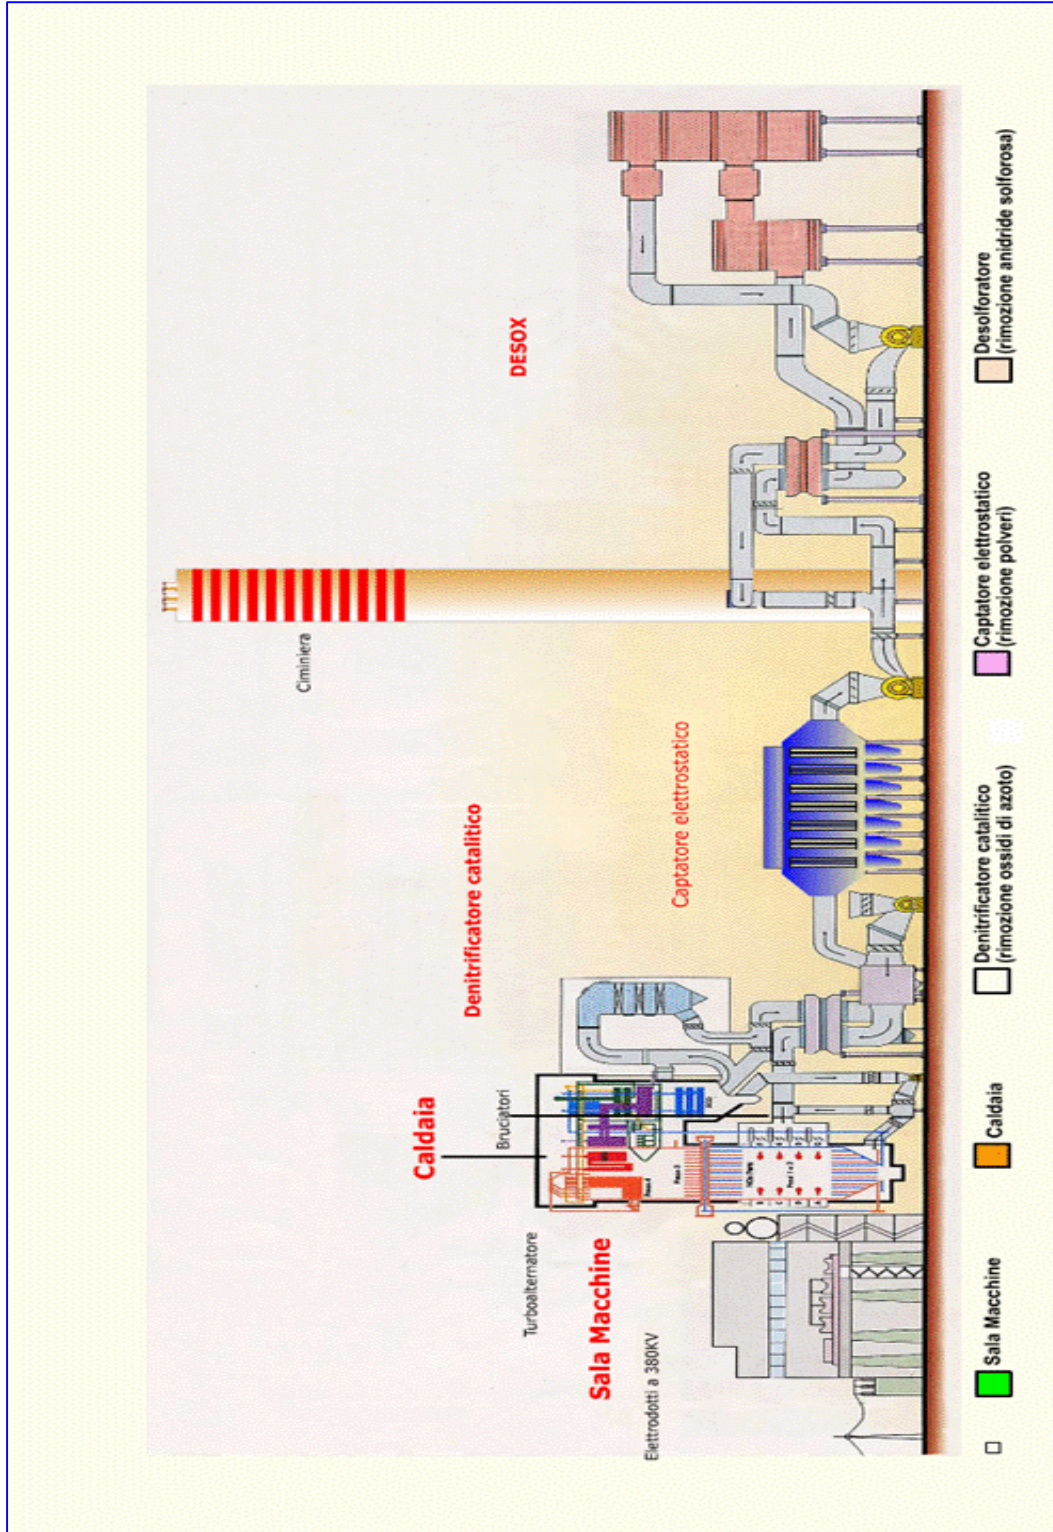 Ciminiera
DESOX
Denitrificatore catalitico
Captatore elettrostatico
Caldaia
Bruciatori
Turboalternatore
Sala Macchine
Elettrodotti a 380KV
Sala Macchine
Caldaia
Denitrificatore catalitico
(rimozione ossidi di azoto)
Captatore elettrostatico
(rimozione polveri)
Desolforatore
(rimozione anidride solforosa)